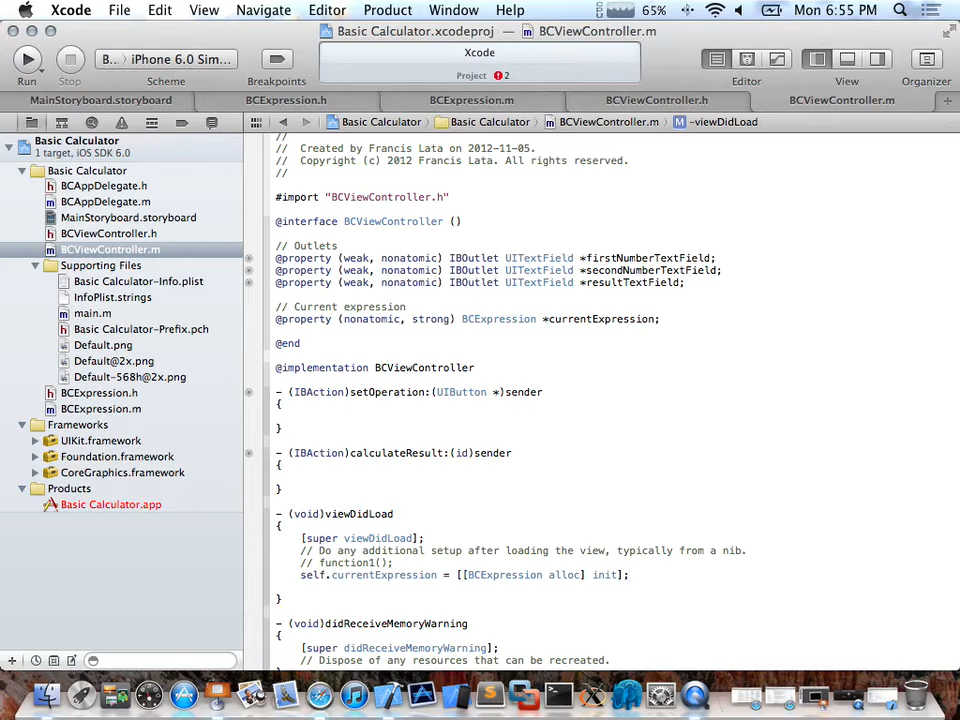 Xcode File Edit View Navigate Editor Product Window Help 65% Mon 6:55 PM
Basic Calculator.xcodeproj — BCViewController.m
B... iPhone 6.0 Sim...
Xcode
Project 2
Run Stop Scheme Breakpoints Editor View Organizer
MainStoryboard.storyboard BCExpression.h BCExpression.m BCViewController.h BCViewController.m
Basic Calculator Basic Calculator BCViewController.m M -viewDidLoad
Basic Calculator
1 target, iOS SDK 6.0
Basic Calculator
h BCAppDelegate.h
m BCAppDelegate.m
MainStoryboard.storyboard
h BCViewController.h
m BCViewController.m
Supporting Files
Basic Calculator-Info.plist
InfoPlist.strings
m main.m
h Basic Calculator-Prefix.pch
Default.png
Default@2x.png
Default-568h@2x.png
h BCExpression.h
m BCExpression.m
Frameworks
UIKit.framework
Foundation.framework
CoreGraphics.framework
Products
Basic Calculator.app
//
//  Created by Francis Lata on 2012-11-05.
//  Copyright (c) 2012 Francis Lata. All rights reserved.
//
#import "BCViewController.h"
@interface BCViewController ()
// Outlets
@property (weak, nonatomic) IBOutlet UITextField *firstNumberTextField;
@property (weak, nonatomic) IBOutlet UITextField *secondNumberTextField;
@property (weak, nonatomic) IBOutlet UITextField *resultTextField;
// Current expression
@property (nonatomic, strong) BCExpression *currentExpression;
@end
@implementation BCViewController
- (IBAction)setOperation:(UIButton *)sender
{
}
- (IBAction)calculateResult:(id)sender
{
}
- (void)viewDidLoad
{
[super viewDidLoad];
// Do any additional setup after loading the view, typically from a nib.
// function1();
self.currentExpression = [[BCExpression alloc] init];
}
- (void)didReceiveMemoryWarning
{
[super didReceiveMemoryWarning];
// Dispose of any resources that can be recreated.